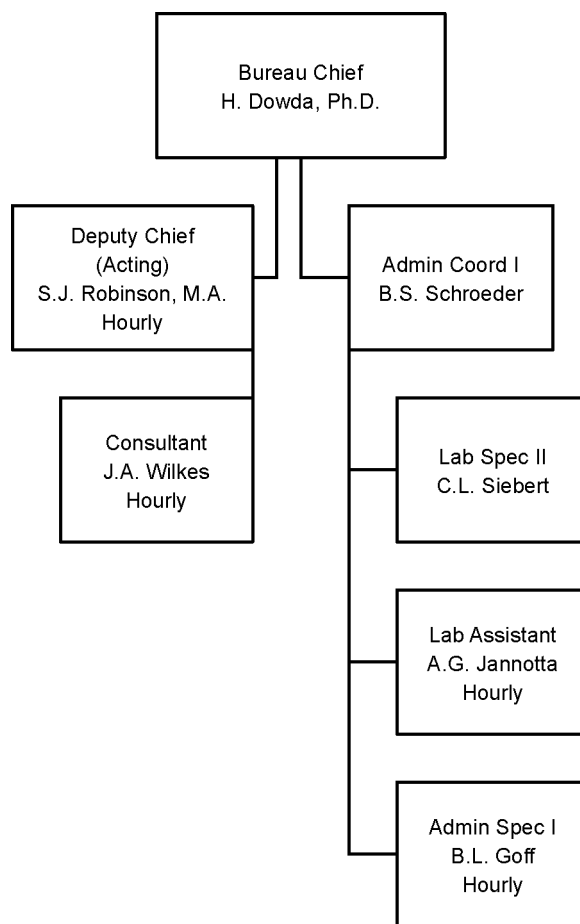 Bureau Chief
H. Dowda, Ph.D.
Deputy Chief
(Acting)
S.J. Robinson, M.A.
Hourly
Admin Coord I
B.S. Schroeder
Consultant
J.A. Wilkes
Hourly
Lab Spec II
C.L. Siebert
Lab Assistant
A.G. Jannotta
Hourly
Admin Spec I
B.L. Goff
Hourly